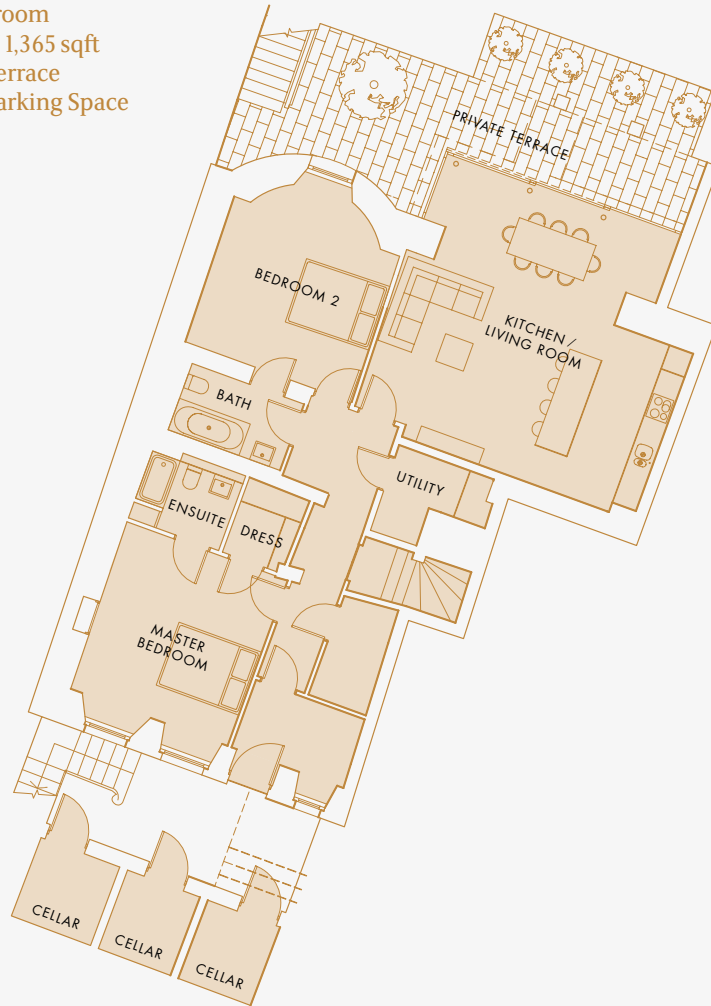 room
1,365 sqft
errace
arking Space
PRIVATE TERRACE
BEDROOM 2
KITCHEN /
LIVING ROOM
BATH
UTILITY
ENSUITE
DRESS
MASTER
BEDROOM
CELLAR
CELLAR
CELLAR